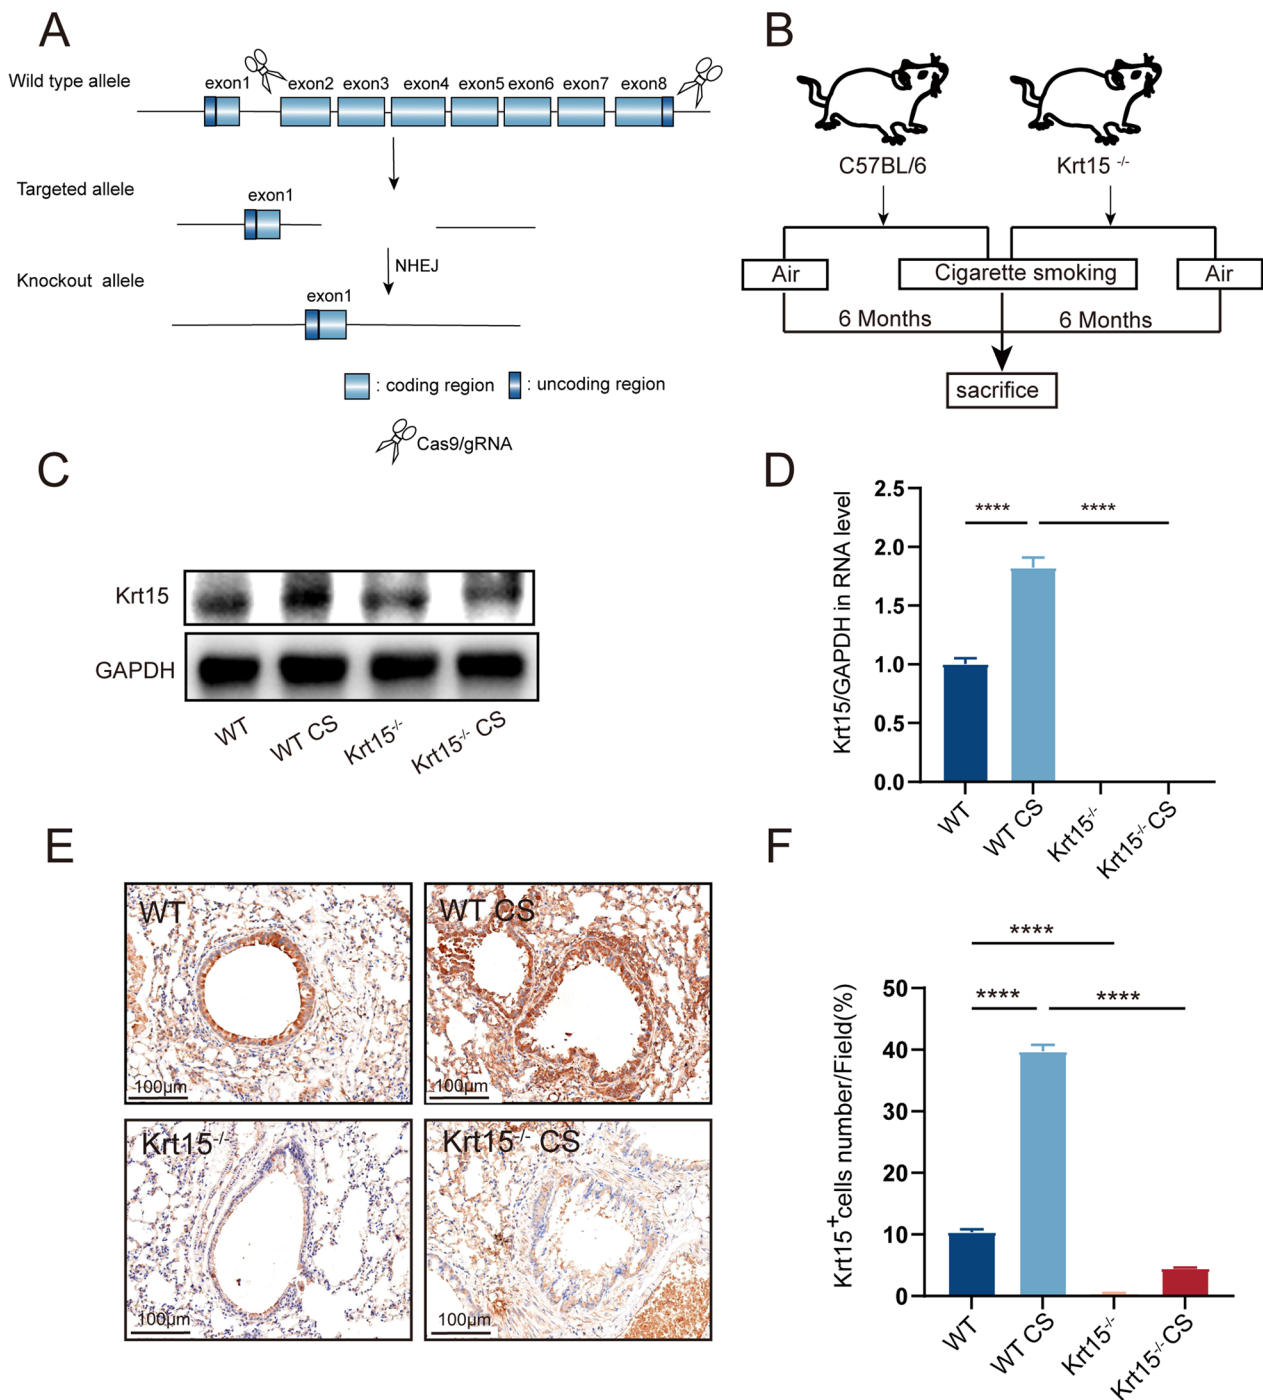 A
Wild type allele
exon1 exon2 exon3 exon4 exon5 exon6 exon7 exon8
Targeted allele
exon1
NHEJ
Knockout allele
exon1
: coding region : uncoding region
Cas9/gRNA
B
C57BL/6 Krt15 -/-
Air Cigarette smoking Air
6 Months 6 Months
sacrifice
C
Krt15
GAPDH
WT WT CS Krt15-/- Krt15-/- CS
D
Krt15/GAPDH in RNA level
2.5
2.0
1.5
1.0
0.5
0.0
**** ****
WT WT CS Krt15-/- Krt15-/- CS
E
WT
100μm
WT CS
100μm
Krt15-/-
100μm
Krt15-/- CS
100μm
F
Krt15+cells number/Field(%)
50
40
30
20
10
0
****
**** ****
WT WT CS Krt15-/- Krt15-/- CS